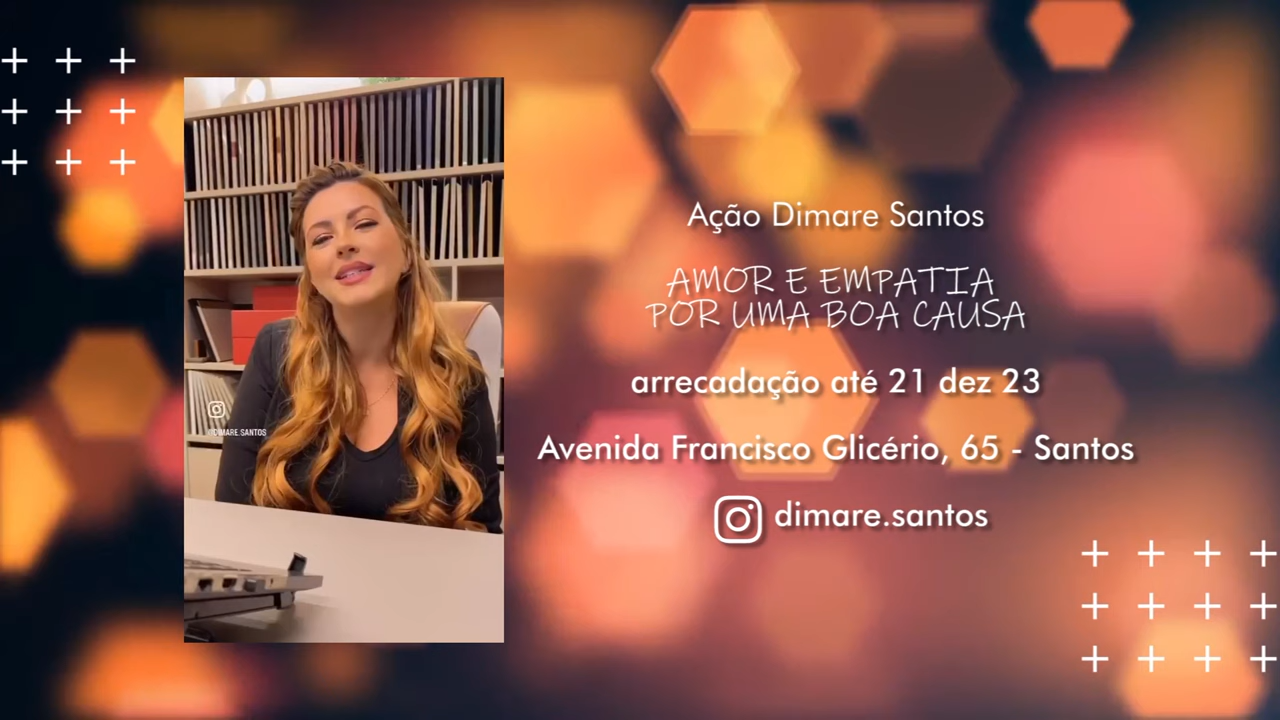 Ação Dimare Santos
AMOR E EMPATIA
POR UMA BOA CAUSA
arrecadação até 21 dez 23
Avenida Francisco Glicério, 65 - Santos
dimare.santos
@DIMARE.SANTOS